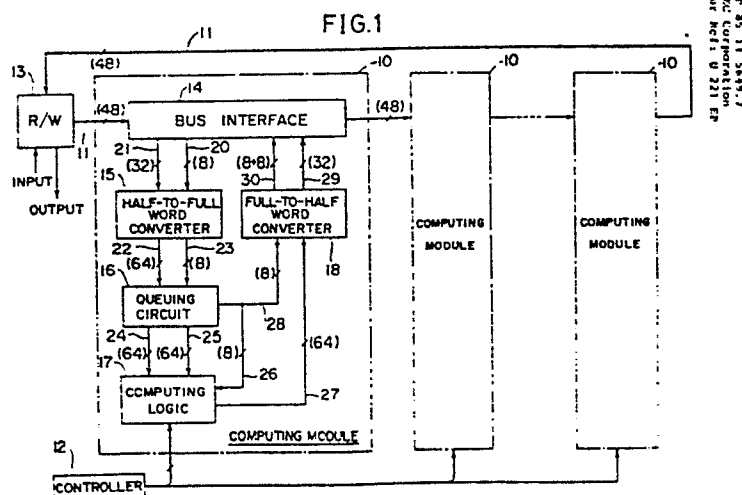 FIG.1
11
(48)
13
R/W
11
(48)
INPUT
OUTPUT
10
14
BUS INTERFACE
(48)
21
(32)
20
(8)
(8+8)
30
(32)
29
15
HALF-TO-FULL
WORD
CONVERTER
FULL-TO-HALF
WORD
CONVERTER
18
22
(64)
23
(8)
16
QUEUING
CIRCUIT
(8)
28
24
(64)
25
(64)
(8)
26
(64)
27
17
COMPUTING
LOGIC
COMPUTING MODULE
12
CONTROLLER
10
COMPUTING
MODULE
10
COMPUTING
MODULE
Corporation